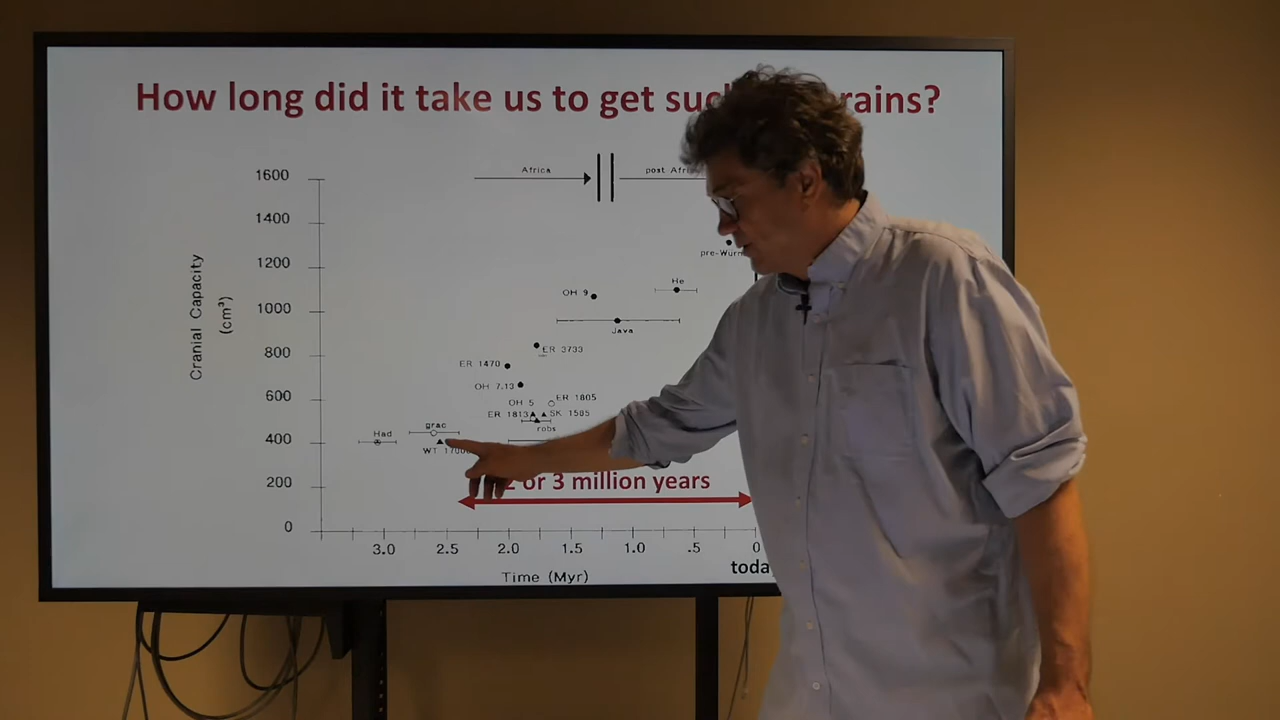 How long did it take us to get suc rains?
Africa
post Afri
1600
1400
1200
1000
800
600
400
200
0
Cranial Capacity
(cm³)
pre-Wurm
He
OH 9
Java
ER 3733
ER 1470
OH 7.13
ER 1805
OH 5
ER 1813
SK 1585
robs
grac
Had
WT 1700
2 or 3 million years
3.0 2.5 2.0 1.5 1.0 .5 0
Time (Myr)
today